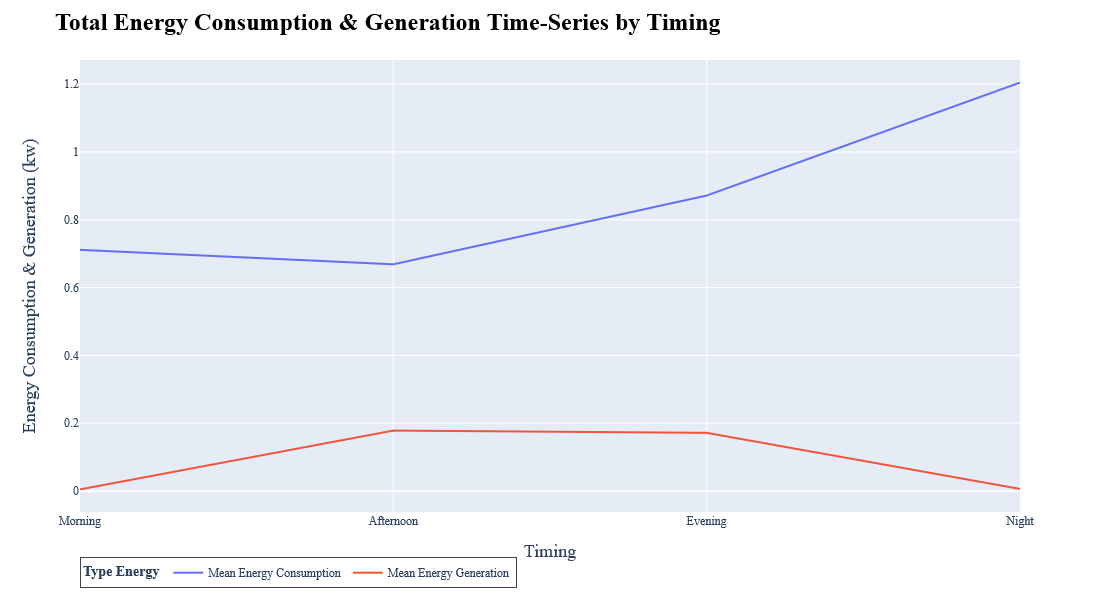 Total Energy Consumption & Generation Time-Series by Timing
Energy Consumption & Generation (kw)
1.2
1
0.8
0.6
0.4
0.2
0
Morning Afternoon Evening Night
Timing
Type Energy Mean Energy Consumption Mean Energy Generation